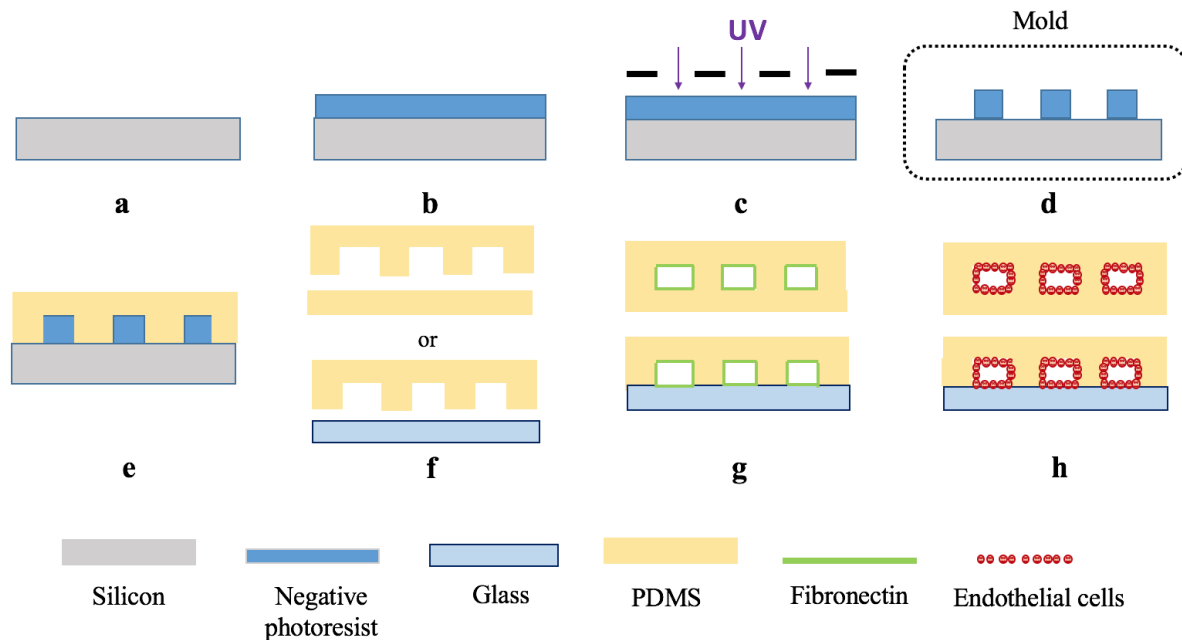 UV
Mold
a
b
c
d
or
e
f
g
h
Silicon
Negative
photoresist
Glass
PDMS
Fibronectin
Endothelial cells